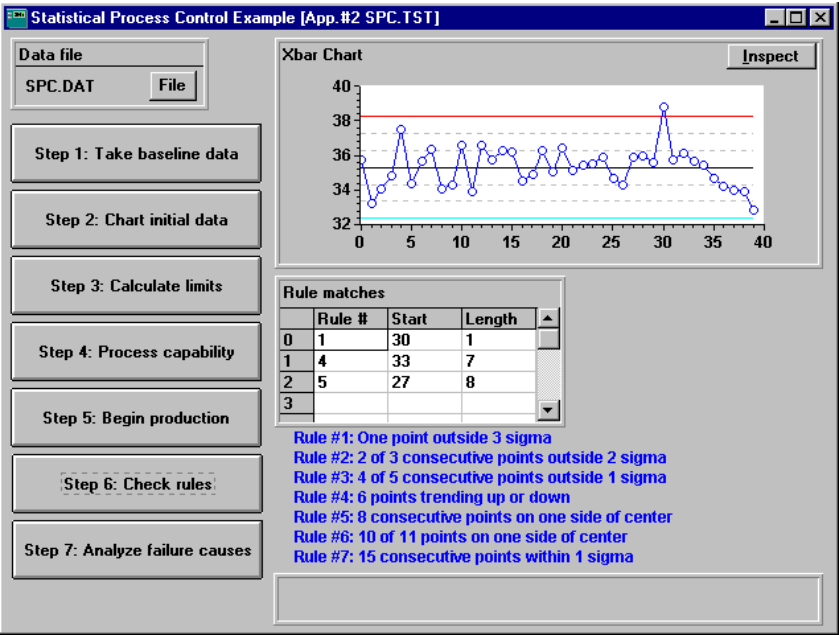 Statistical Process Control Example [App.#2 SPC.TST]
Data file
SPC.DAT
File
Step 1: Take baseline data
Step 2: Chart initial data
Step 3: Calculate limits
Step 4: Process capability
Step 5: Begin production
Step 6: Check rules
Step 7: Analyze failure causes
Xbar Chart
Inspect
40
38
36
34
32
0 5 10 15 20 25 30 35 40
Rule matches
Rule # Start Length
0 1 30 1
1 4 33 7
2 5 27 8
3
Rule #1: One point outside 3 sigma
Rule #2: 2 of 3 consecutive points outside 2 sigma
Rule #3: 4 of 5 consecutive points outside 1 sigma
Rule #4: 6 points trending up or down
Rule #5: 8 consecutive points on one side of center
Rule #6: 10 of 11 points on one side of center
Rule #7: 15 consecutive points within 1 sigma